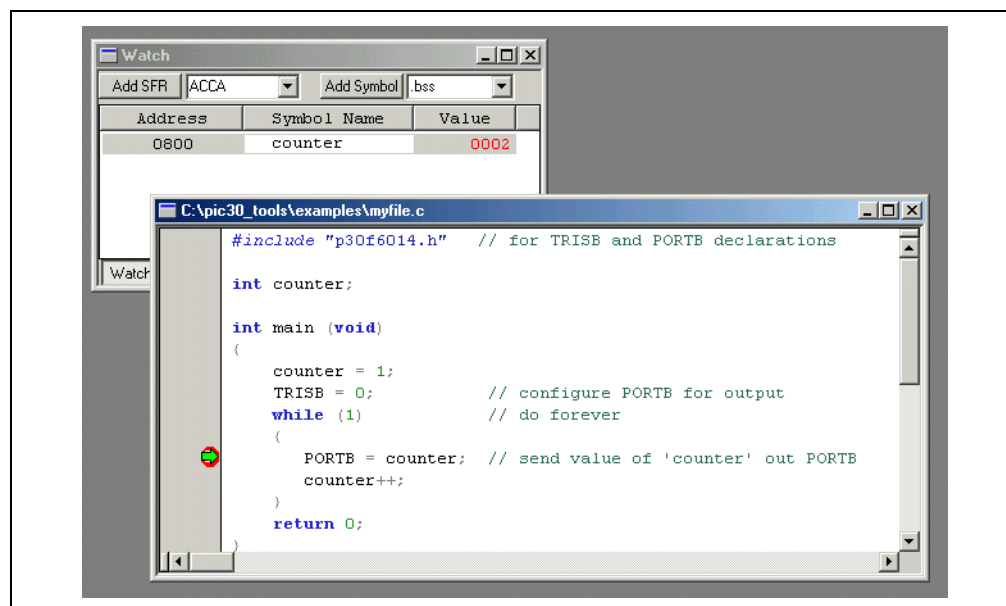 Watch
Add SFR ACCA Add Symbol .bss
Address Symbol Name Value
0800 counter 0002
Watch
C:\pic30_tools\examples\myfile.c
#include "p30f6014.h" // for TRISB and PORTB declarations
int counter;
int main (void)
{
counter = 1;
TRISB = 0; // configure PORTB for output
while (1) // do forever
{
PORTB = counter; // send value of 'counter' out PORTB
counter++;
}
return 0;
}